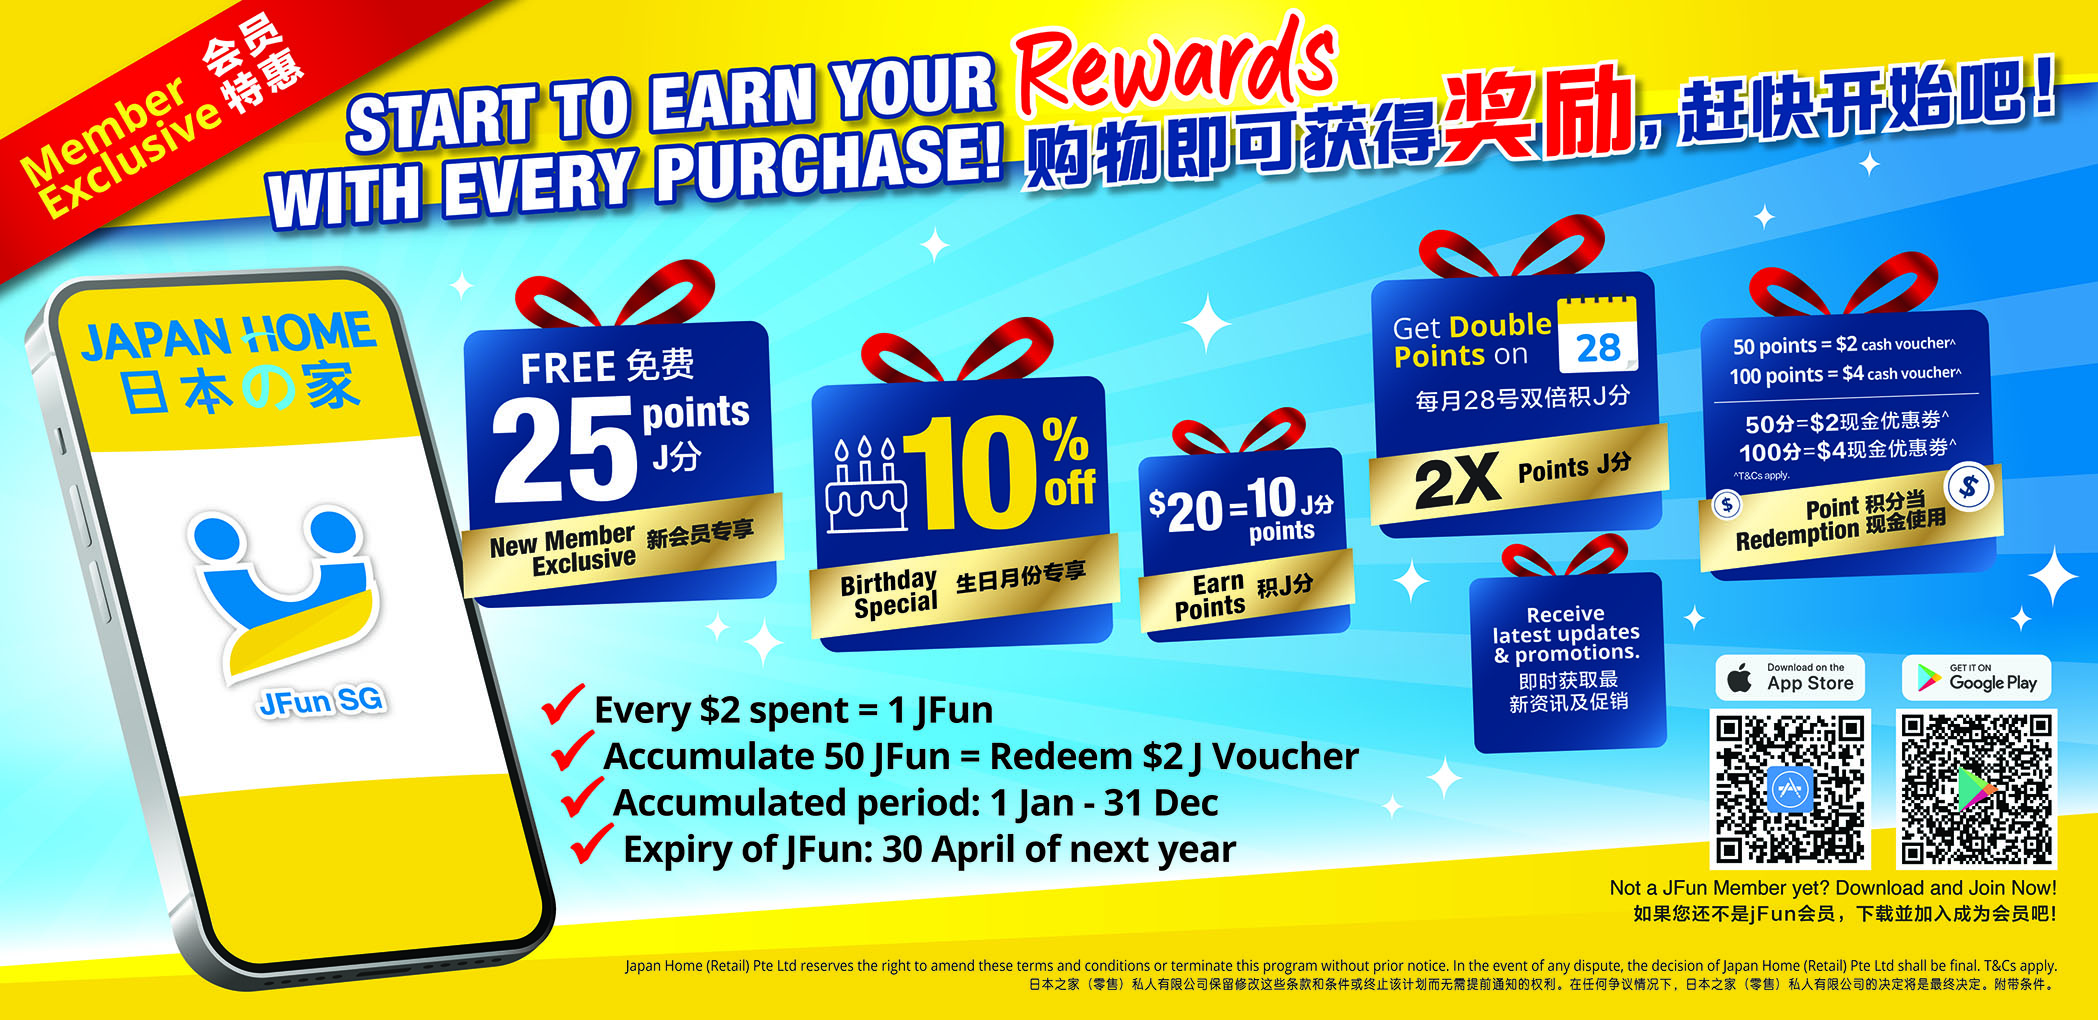 Member
Exclusive
会员
特惠
START TO EARN YOUR Rewards
WITH EVERY PURCHASE!
购物即可获得奖励, 赶快开始吧!
JAPAN HOME
日本の家
JFun SG
FREE 免费
25 points
J分
New Member
Exclusive
新会员专享
10% off
Birthday
Special
生日月份专享
$20=10 J分
points
Earn
Points
积J分
Get Double
Points on
28
每月28号双倍积J分
2X Points J分
50 points = $2 cash voucher^
100 points = $4 cash voucher^
50分=$2现金优惠券^
100分=$4现金优惠券^
^T&Cs apply.
$
$
Point 积分当
Redemption 现金使用
Receive
latest updates
& promotions.
即时获取最
新资讯及促销
Every $2 spent = 1 JFun
Accumulate 50 JFun = Redeem $2 J Voucher
Accumulated period: 1 Jan - 31 Dec
Expiry of JFun: 30 April of next year
Download on the
App Store
GET IT ON
Google Play
Not a JFun Member yet? Download and Join Now!
如果您还不是jFun会员，下载並加入成为会员吧!
Japan Home (Retail) Pte Ltd reserves the right to amend these terms and conditions or terminate this program without prior notice. In the event of any dispute, the decision of Japan Home (Retail) Pte Ltd shall be final. T&Cs apply.
日本之家（零售）私人有限公司保留修改这些条款和条件或终止该计划而无需提前通知的权利。在任何争议情况下，日本之家（零售）私人有限公司的决定将是最终决定。附带条件。